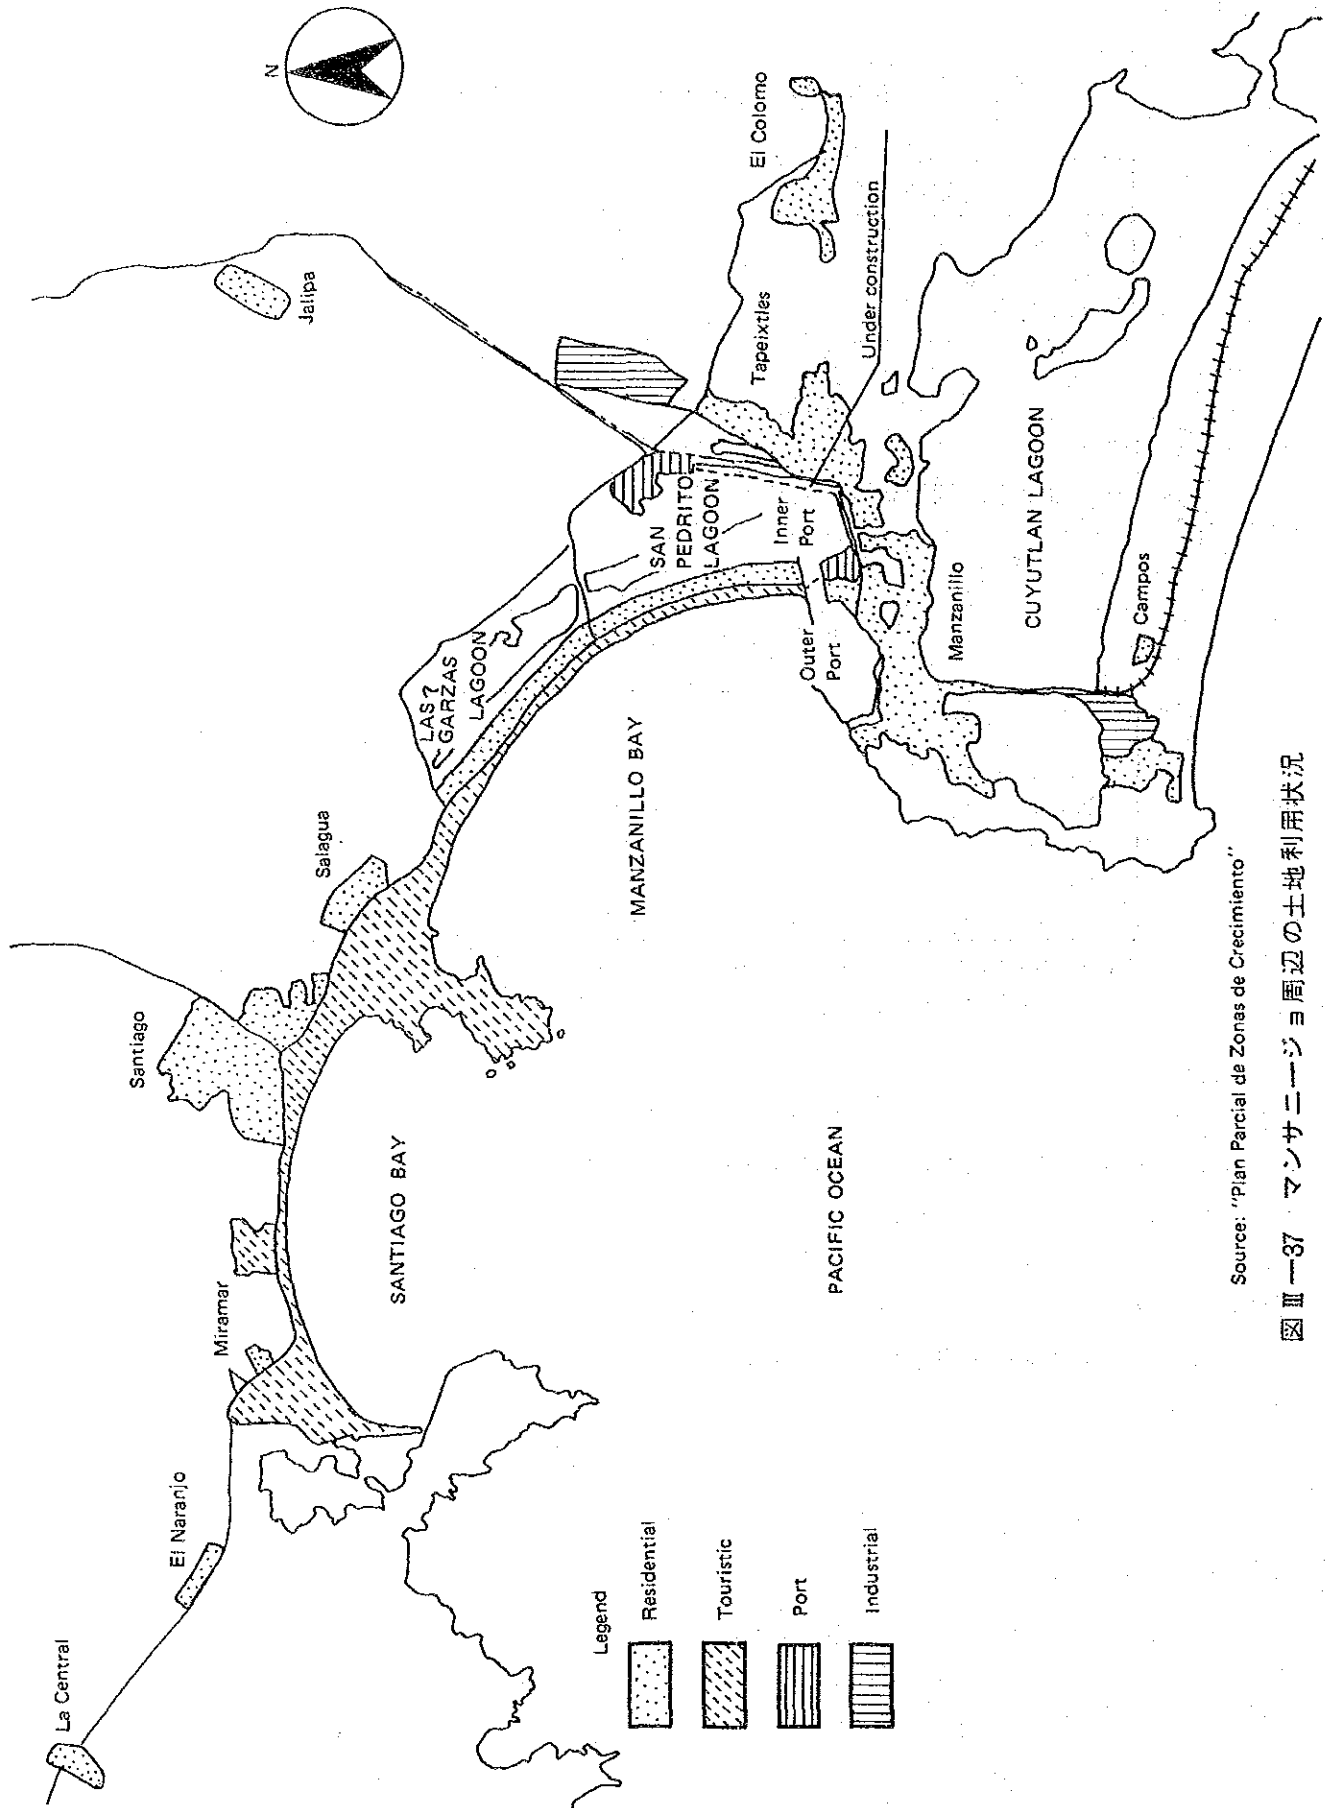 N
La Central
El Naranjo
Miramar
Santiago
Salagua
Jalipa
LAS ?
GARZAS
LAGOON
SAN
PEDRITO
LAGOON
Tapeixtles
El Colomo
Under construction
Inner
Port
Outer
Port
SANTIAGO BAY
MANZANILLO BAY
Manzanillo
CUYUTLAN LAGOON
Campos
PACIFIC OCEAN
Legend
Residential
Touristic
Port
Industrial
Source: "Plan Parcial de Zonas de Crecimiento"
図Ⅲ-37 マンサニージョ周辺の土地利用状況